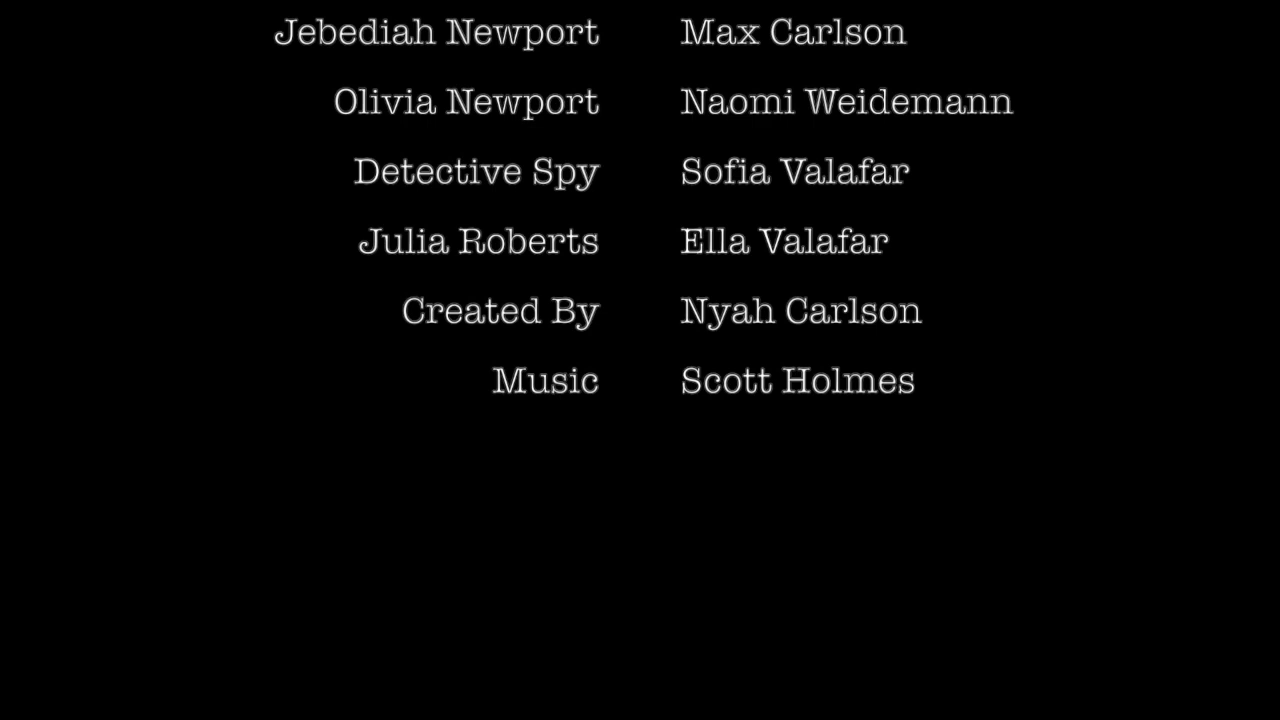 Jebediah Newport Max Carlson
Olivia Newport Naomi Weidemann
Detective Spy Sofia Valafar
Julia Roberts Ella Valafar
Created By Nyah Carlson
Music Scott Holmes